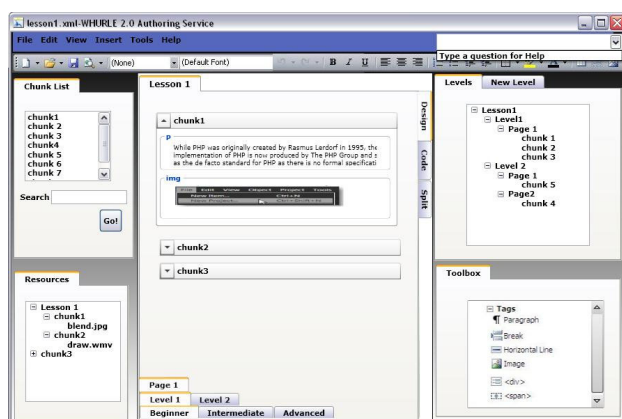 lesson1.xml-WHURLE 2.0 Authoring Service
File Edit View Insert Tools Help
Type a question for Help
(None) (Default Font) B I U
Chunk List
chunk1
chunk 2
chunk 3
chunk4
chunk 5
chunk 6
chunk 7
Search
Go!
Resources
Lesson 1
chunk1
blend.jpg
chunk2
draw.wmv
chunk3
Lesson 1
chunk1
P
While PHP was originally created by Rasmus Lerdorf in 1995, the
implementation of PHP is now produced by The PHP Group and s
as the de facto standard for PHP as there is no formal specificati
img
Edit View Object Project Tools
New Item... Ctrl+N
New Project... Ctrl+Shift+N
chunk2
chunk3
Page 1
Level 1 Level 2
Beginner Intermediate Advanced
Design
Code
Split
Levels New Level
Lesson1
Level1
Page 1
chunk 1
chunk 2
chunk 3
Level 2
Page 1
chunk 5
Page2
chunk 4
Toolbox
Tags
Paragraph
Break
Horizontal Line
Image
<div>
<span>